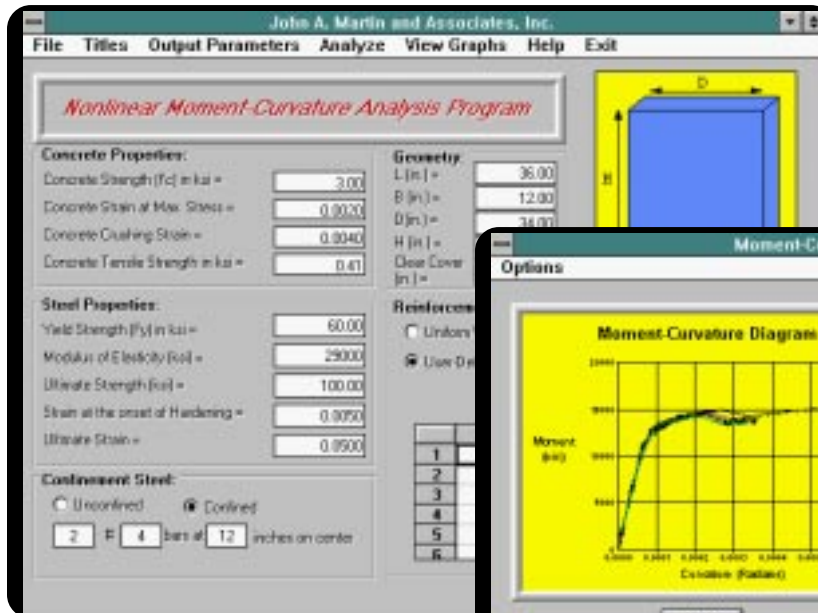 John A. Martin and Associates, Inc.
File Titles Output Parameters Analyze View Graphs Help Exit
Nonlinear Moment-Curvature Analysis Program
Concrete Properties:
Concrete Strength (f'c) in ksi = 3.00
Concrete Strain at Max. Stress = 0.0020
Concrete Crushing Strain = 0.0040
Concrete Tensile Strength in ksi = 0.41
Steel Properties:
Yield Strength (Fy) in ksi = 60.00
Modulus of Elasticity (ksi) = 29000
Ultimate Strength (ksi) = 100.00
Strain at the onset of Hardening = 0.0050
Ultimate Strain = 0.0500
Confinement Steel:
Unconfined Confined
2 # 4 bars at 12 inches on center
Geometry:
L (in.) = 36.00
B (in.) = 12.00
D (in.) = 34.00
H (in.) =
Clear Cover
(in.) =
Reinforcem
Uniform
User De
1
2
3
4
5
6
D
H
Moment-C
Options
Moment-Curvature Diagram
Moment
Curvature (Radians)